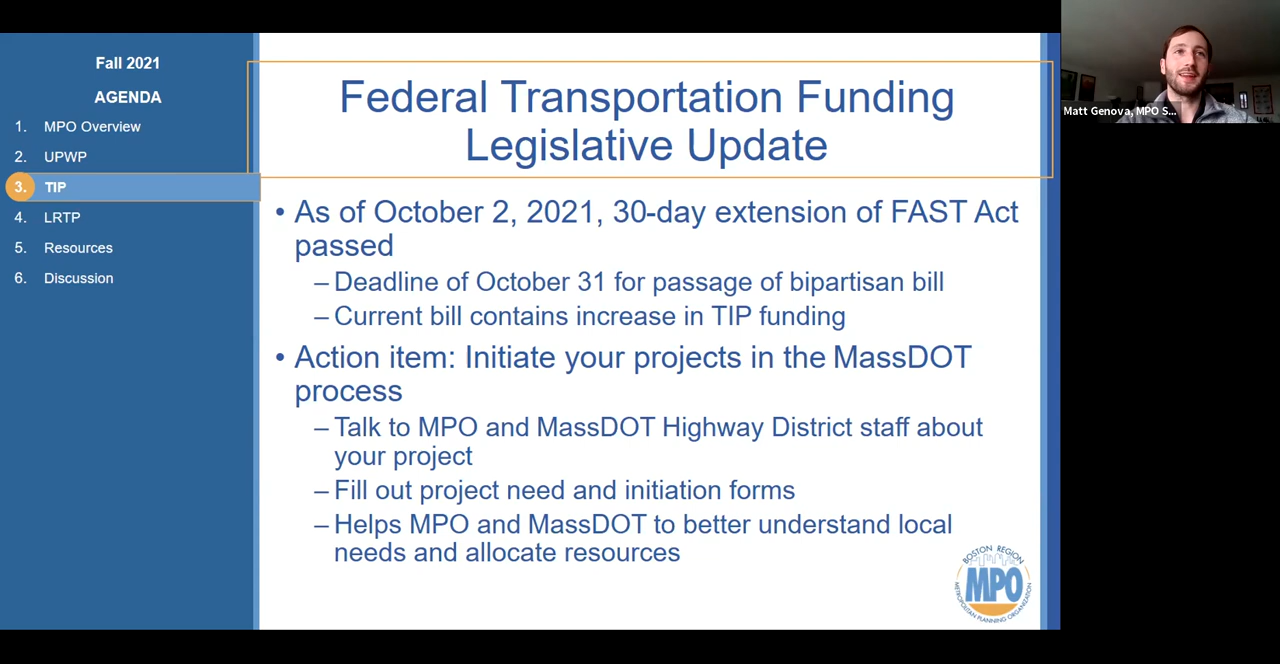 Fall 2021
AGENDA
1. MPO Overview
2. UPWP
3. TIP
4. LRTP
5. Resources
6. Discussion
Federal Transportation Funding
Legislative Update
• As of October 2, 2021, 30-day extension of FAST Act
passed
– Deadline of October 31 for passage of bipartisan bill
– Current bill contains increase in TIP funding
• Action item: Initiate your projects in the MassDOT
process
– Talk to MPO and MassDOT Highway District staff about
your project
– Fill out project need and initiation forms
– Helps MPO and MassDOT to better understand local
needs and allocate resources
BOSTON REGION
MPO
METROPOLITAN PLANNING ORGANIZATION
Matt Genova, MPO S...